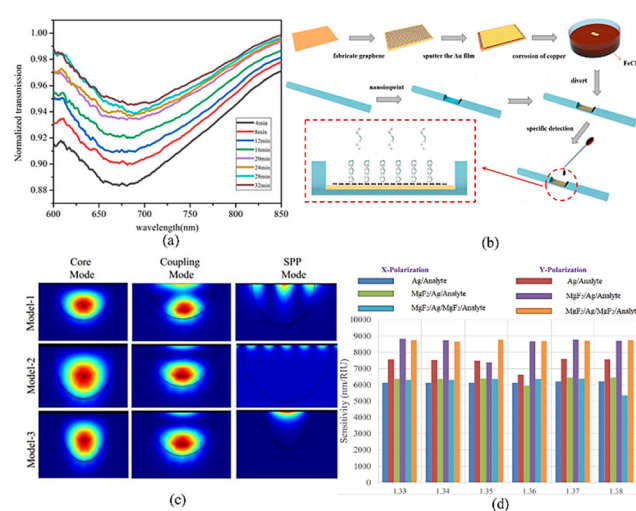 (a)
1.00
0.98
0.96
0.94
0.92
0.90
0.88
Normalized transmission
4min
8min
12min
16min
20min
24min
28min
32min
600
650
700
750
800
850
wavelength(nm)
(a)
fabricate graphene
sputter the Au film
corrosion of copper
FeCl
divert
nanoimprint
specific detection
(b)
Core
Mode
Coupling
Mode
SPP
Mode
Model-1
Model-2
Model-3
(c)
X-Polarization
Y-Polarization
Ag/Analyte
Ag/Analyte
MgF₂/Ag/Analyte
MgF₂/Ag/Analyte
MgF₂/Ag/MgF₂/Analyte
MgF₂/Ag/MgF₂/Analyte
Sensitivity (nm/RIU)
10000
9000
8000
7000
6000
5000
4000
3000
2000
1000
0
1.33
1.34
1.35
1.36
1.37
1.38
(d)